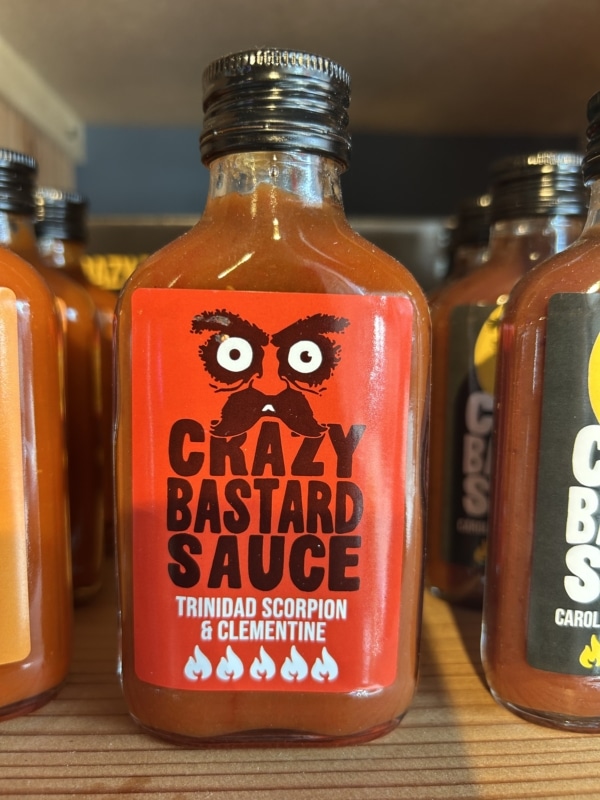 CRAZY
BASTARD
SAUCE
TRINIDAD SCORPION
& CLEMENTINE